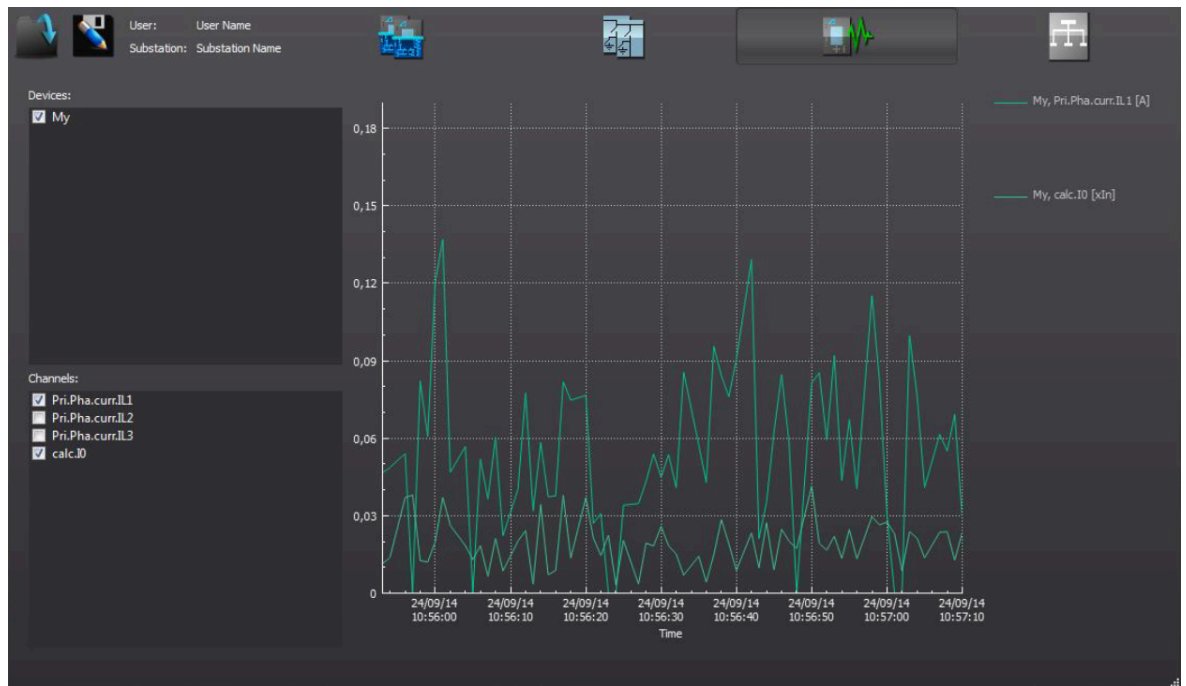 User: User Name
Substation: Substation Name
Devices:
My
Channels:
Pri.Pha.curr.IL1
Pri.Pha.curr.IL2
Pri.Pha.curr.IL3
calc.I0
0,18
0,15
0,12
0,09
0,06
0,03
0
24/09/14 24/09/14 24/09/14 24/09/14 24/09/14 24/09/14 24/09/14 24/09/14
10:56:00 10:56:10 10:56:20 10:56:30 10:56:40 10:56:50 10:57:00 10:57:10
Time
My, Pri.Pha.curr.IL1 [A]
My, calc.I0 [xIn]